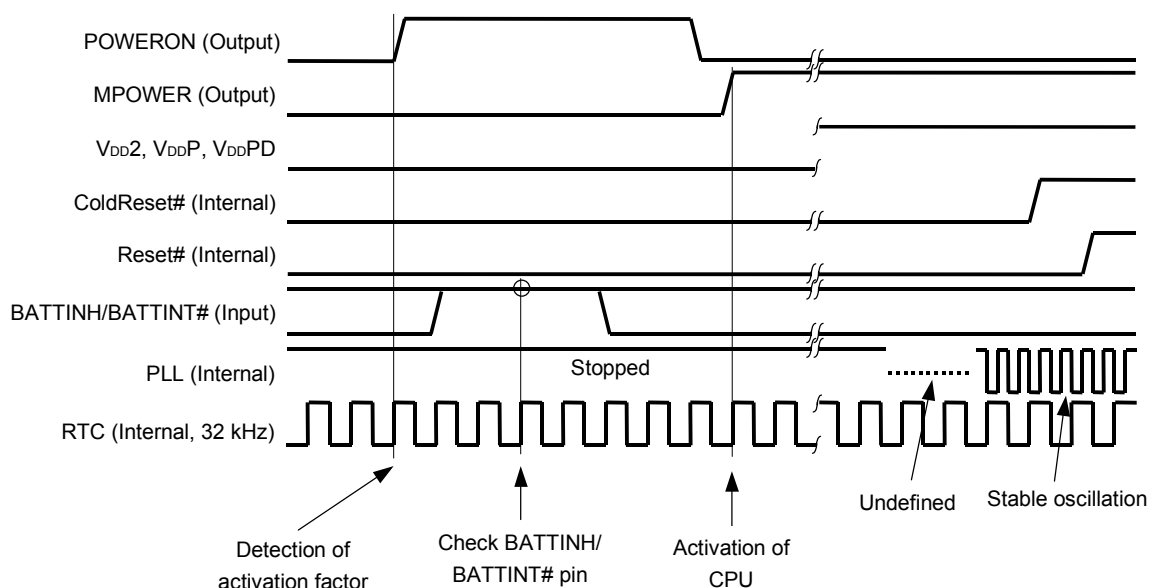 POWERON (Output)
MPOWER (Output)
VDD2, VDDP, VDDPD
ColdReset# (Internal)
Reset# (Internal)
BATTINH/BATTINT# (Input)
Stopped
PLL (Internal)
RTC (Internal, 32 kHz)
Undefined
Stable oscillation
Detection of
activation factor
Check BATTINH/
BATTINT# pin
Activation of
CPU